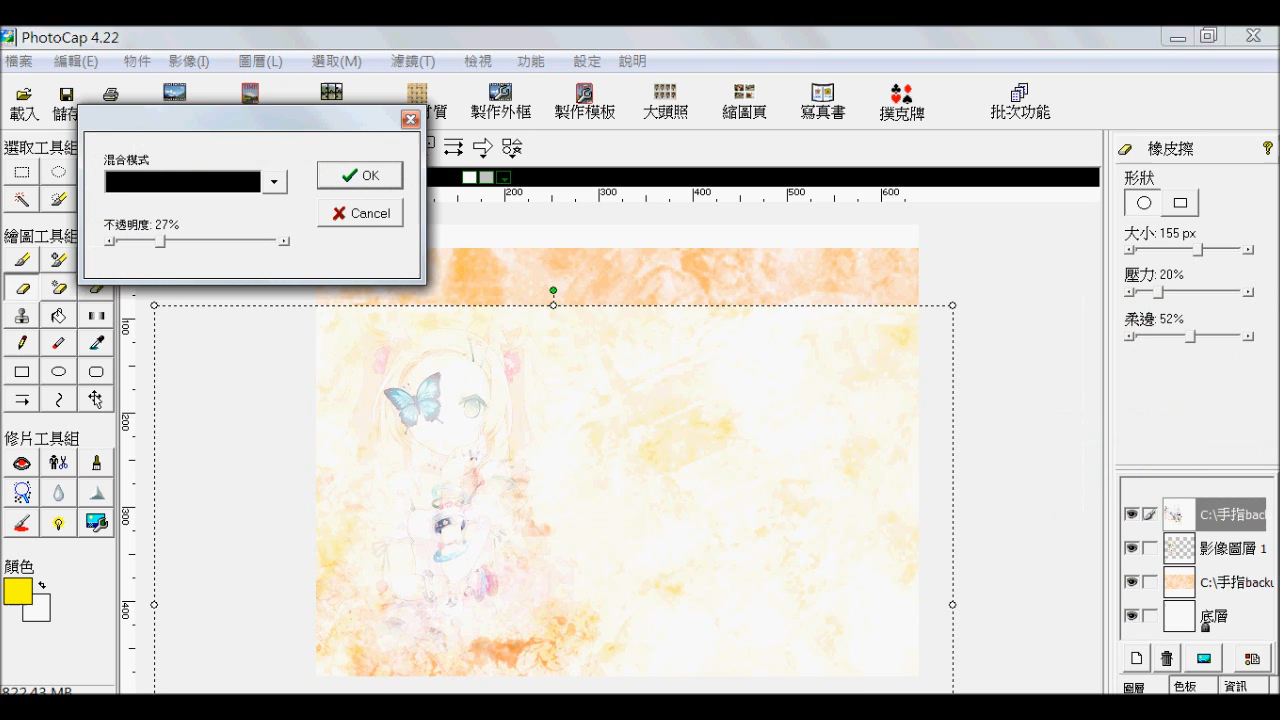 PhotoCap 4.22
檔案 編輯(E) 物件 影像(I) 圖層(L) 選取(M) 濾鏡(T) 檢視 功能 設定 說明
載入 儲存 質 製作外框 製作模板 大頭照 縮圖頁 寫真書 撲克牌 批次功能
選取工具組
混合模式
OK
Cancel
不透明度: 27%
繪圖工具組
200 300 400 500 600
100
200
300
400
橡皮擦
形狀
大小: 155 px
壓力: 20%
柔邊: 52%
修片工具組
顏色
822.43 MB
C:\手指bac
影像圖層 1
C:\手指backu
底層
圖層 色板 資訊